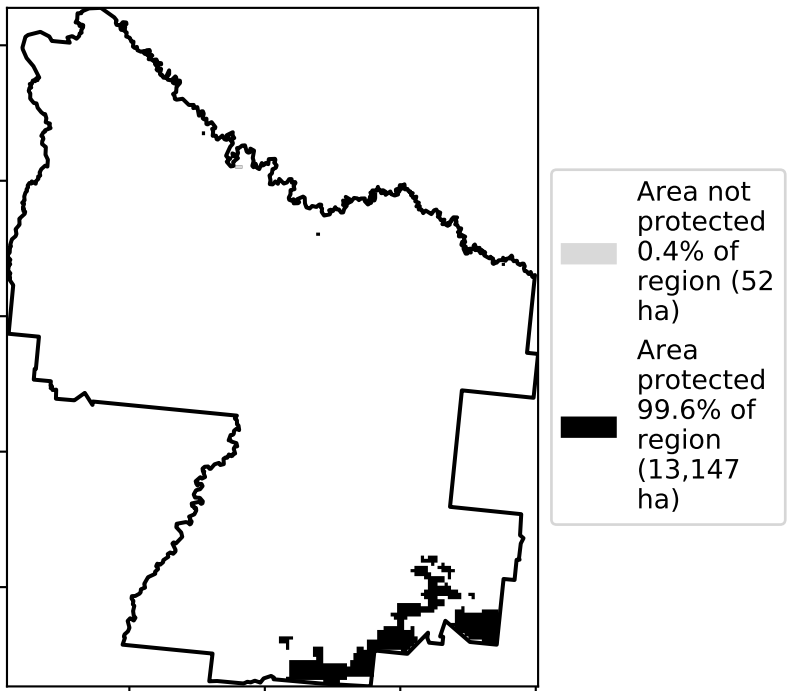 Area not
protected
0.4% of
region (52
ha)
Area
protected
99.6% of
region
(13,147
ha)